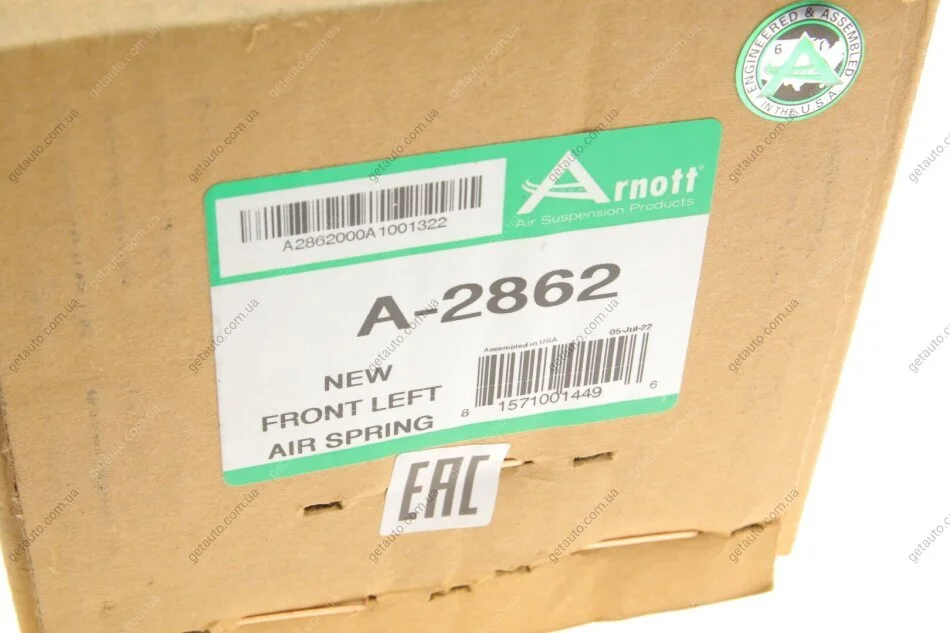 ENGINEERED & ASSEMBLED
IN THE U.S.A
Arnott®
Air Suspension Products
A2862000A1001322
A-2862
Assembled in USA
05-Jul-22
8 1571001449 6
NEW
FRONT LEFT
AIR SPRING
EAC
getauto.com.ua